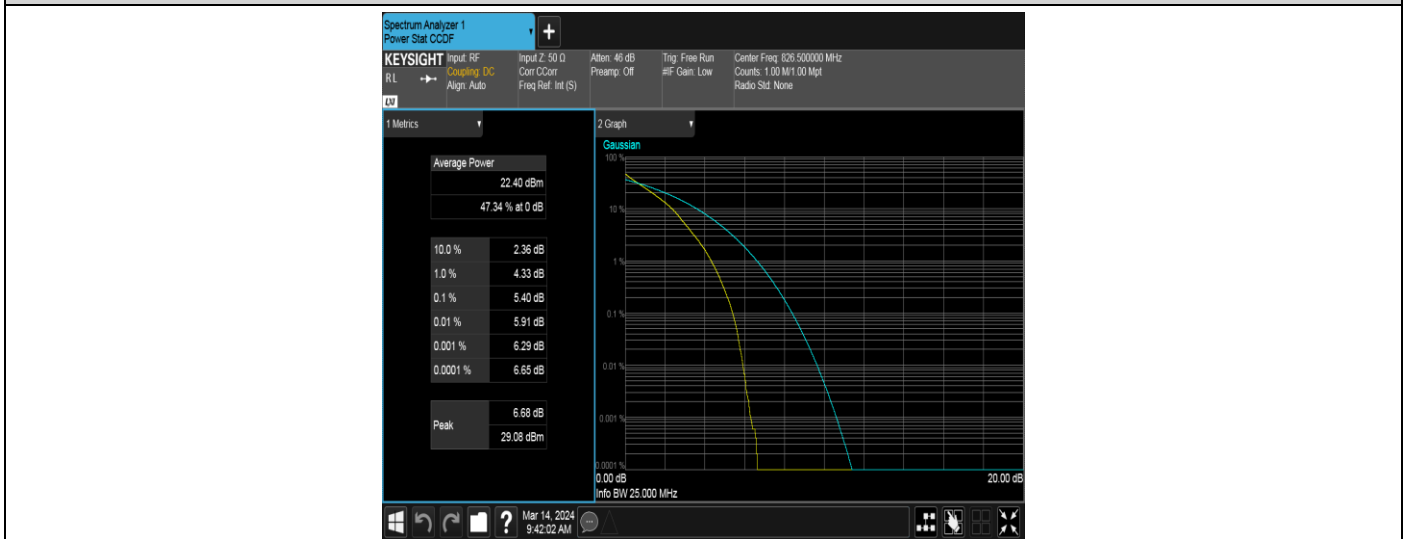 Spectrum Analyzer 1
Power Stat CCDF
+
KEYSIGHT
RL
LXI
Input: RF
Coupling: DC
Align: Auto
Input Z: 50 Ω
Corr CCorr
Freq Ref: Int (S)
Atten: 46 dB
Preamp: Off
Trig: Free Run
#IF Gain: Low
Center Freq: 826.500000 MHz
Counts: 1.00 M/1.00 Mpt
Radio Std: None
1 Metrics
Average Power
22.40 dBm
47.34 % at 0 dB
10.0 % 2.36 dB
1.0 % 4.33 dB
0.1 % 5.40 dB
0.01 % 5.91 dB
0.001 % 6.29 dB
0.0001 % 6.65 dB
Peak 6.68 dB
29.08 dBm
2 Graph
Gaussian
100 %
10 %
1 %
0.1 %
0.01 %
0.001 %
0.0001 %
0.00 dB 20.00 dB
Info BW 25.000 MHz
?
Mar 14, 2024
9:42:02 AM